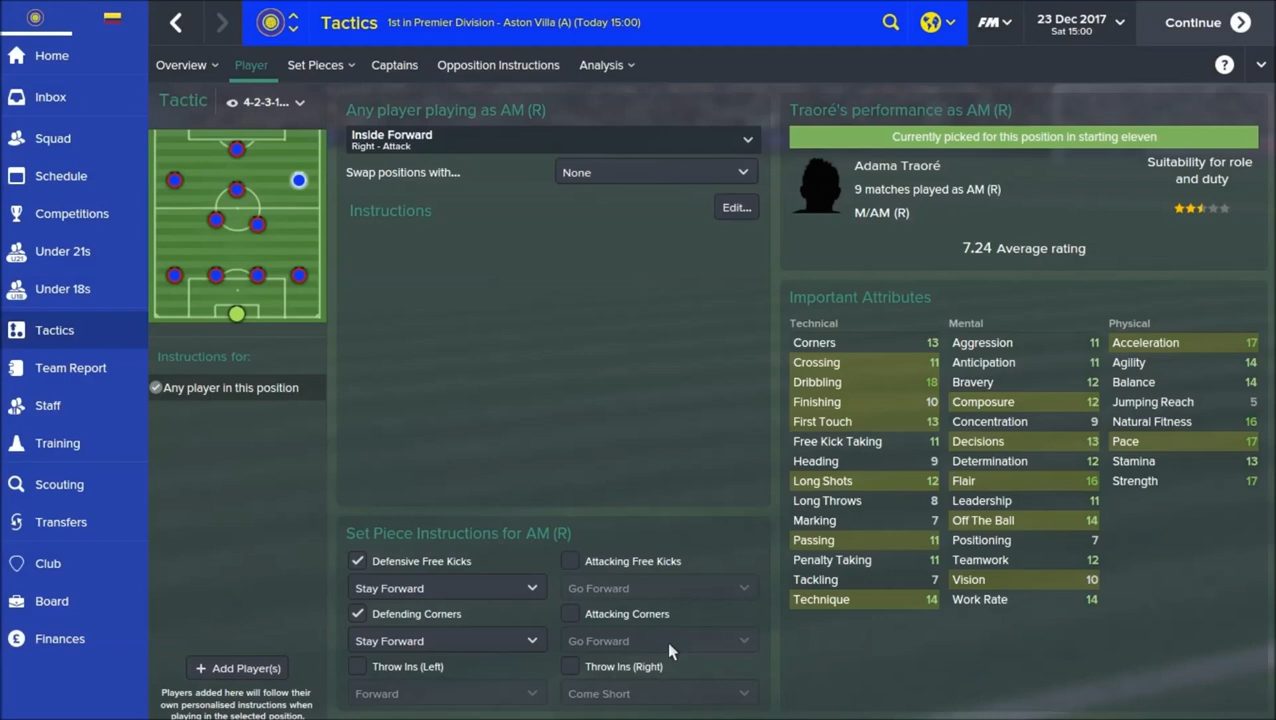 Tactics
1st in Premier Division - Aston Villa (A) (Today 15:00)
FM
23 Dec 2017
Sat 15:00
Continue
Home
Inbox
Squad
Schedule
Competitions
U21
Under 21s
U18
Under 18s
Tactics
Team Report
Staff
Training
Scouting
Transfers
Club
Board
£ Finances
Overview
Player
Set Pieces
Captains
Opposition Instructions
Analysis
?
Tactic
4-2-3-1...
Instructions for:
Any player in this position
+ Add Player(s)
Players added here will follow their
own personalised instructions when
playing in the selected position.
Any player playing as AM (R)
Inside Forward
Right - Attack
Swap positions with...
None
Instructions
Edit...
Set Piece Instructions for AM (R)
Defensive Free Kicks
Attacking Free Kicks
Stay Forward
Go Forward
Defending Corners
Attacking Corners
Stay Forward
Go Forward
Throw Ins (Left)
Throw Ins (Right)
Forward
Come Short
Traoré's performance as AM (R)
Currently picked for this position in starting eleven
Adama Traoré
9 matches played as AM (R)
M/AM (R)
Suitability for role
and duty
7.24 Average rating
Important Attributes
Technical
Corners 13
Crossing 11
Dribbling 18
Finishing 10
First Touch 13
Free Kick Taking 11
Heading 9
Long Shots 12
Long Throws 8
Marking 7
Passing 11
Penalty Taking 11
Tackling 7
Technique 14
Mental
Aggression 11
Anticipation 11
Bravery 12
Composure 12
Concentration 9
Decisions 13
Determination 12
Flair 16
Leadership 11
Off The Ball 14
Positioning 7
Teamwork 12
Vision 10
Work Rate 14
Physical
Acceleration 17
Agility 14
Balance 14
Jumping Reach 5
Natural Fitness 16
Pace 17
Stamina 13
Strength 17